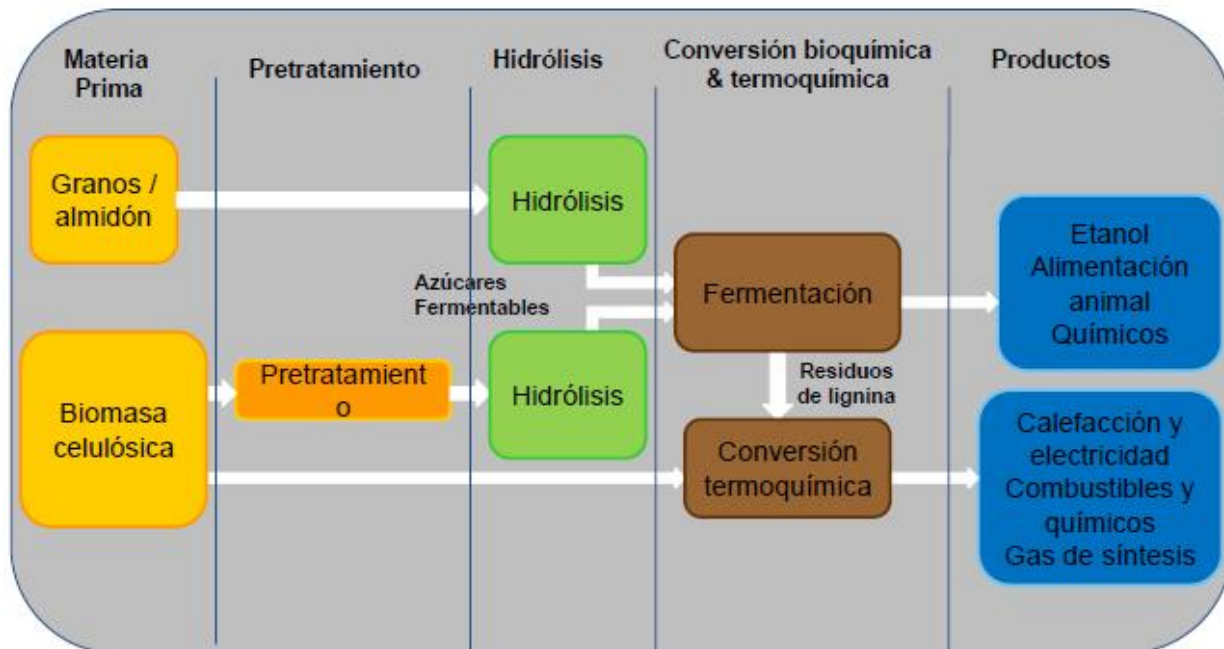 Materia
Prima
Pretratamiento
Hidrólisis
Conversión bioquímica
& termoquímica
Productos
Granos /
almidón
Hidrólisis
Azúcares
Fermentables
Fermentación
Etanol
Alimentación
animal
Químicos
Biomasa
celulósica
Pretratamient
o
Hidrólisis
Residuos
de lignina
Conversión
termoquímica
Calefacción y
electricidad
Combustibles y
químicos
Gas de síntesis